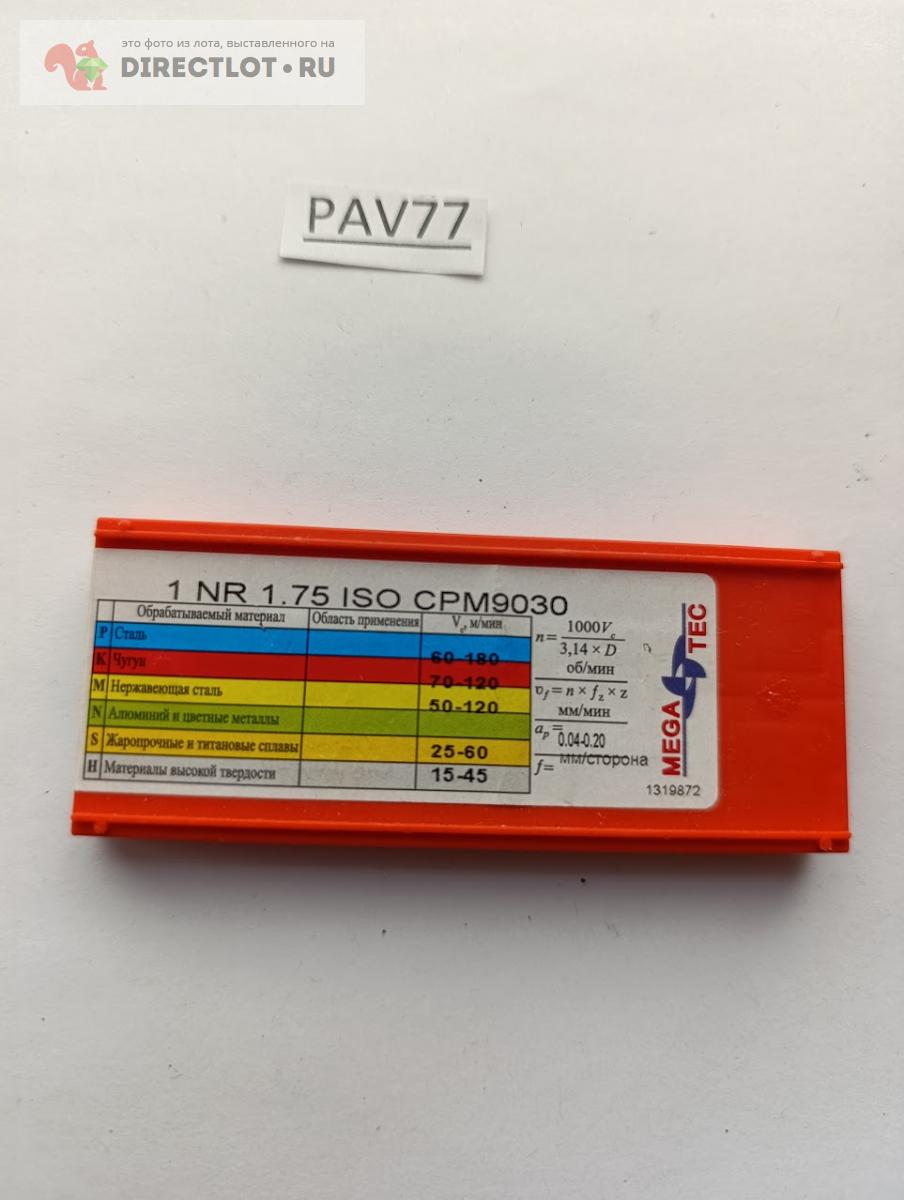 это фото из лота, выставленного на
DIRECTLOT•RU
PAV77
1 NR 1.75 ISO CPM9030
Обрабатываемый материал Область применения Vc, м/мин
P Сталь 60-180
K Чугун 70-120
M Нержавеющая сталь 50-120
N Алюминий и цветные металлы
S Жаропрочные и титановые сплавы 25-60
H Материалы высокой твердости 15-45
n= 1000Vc
3,14 × D
об/мин
υf= n × fz × z
мм/мин
ap= 0.04-0.20
f= мм/сторона
MEGA TEC
1319872